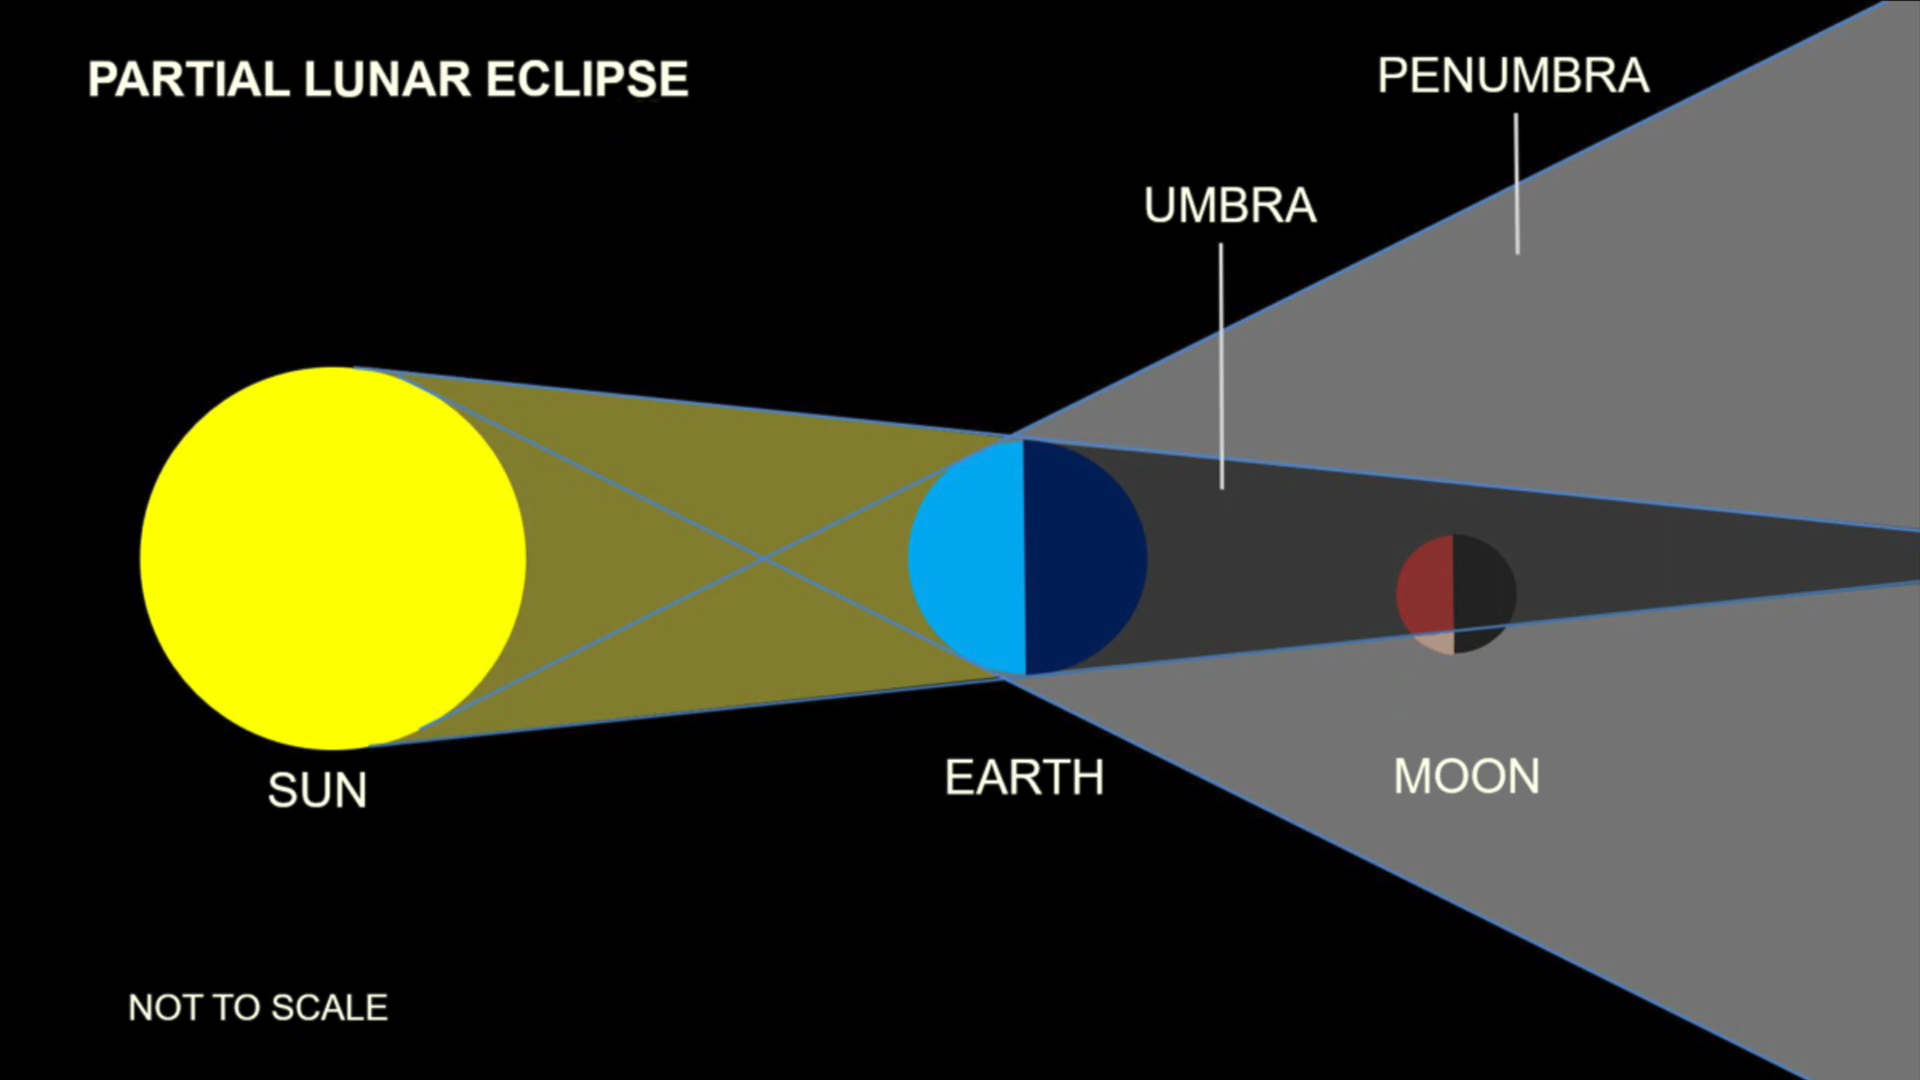 PARTIAL LUNAR ECLIPSE
PENUMBRA
UMBRA
SUN
EARTH
MOON
NOT TO SCALE